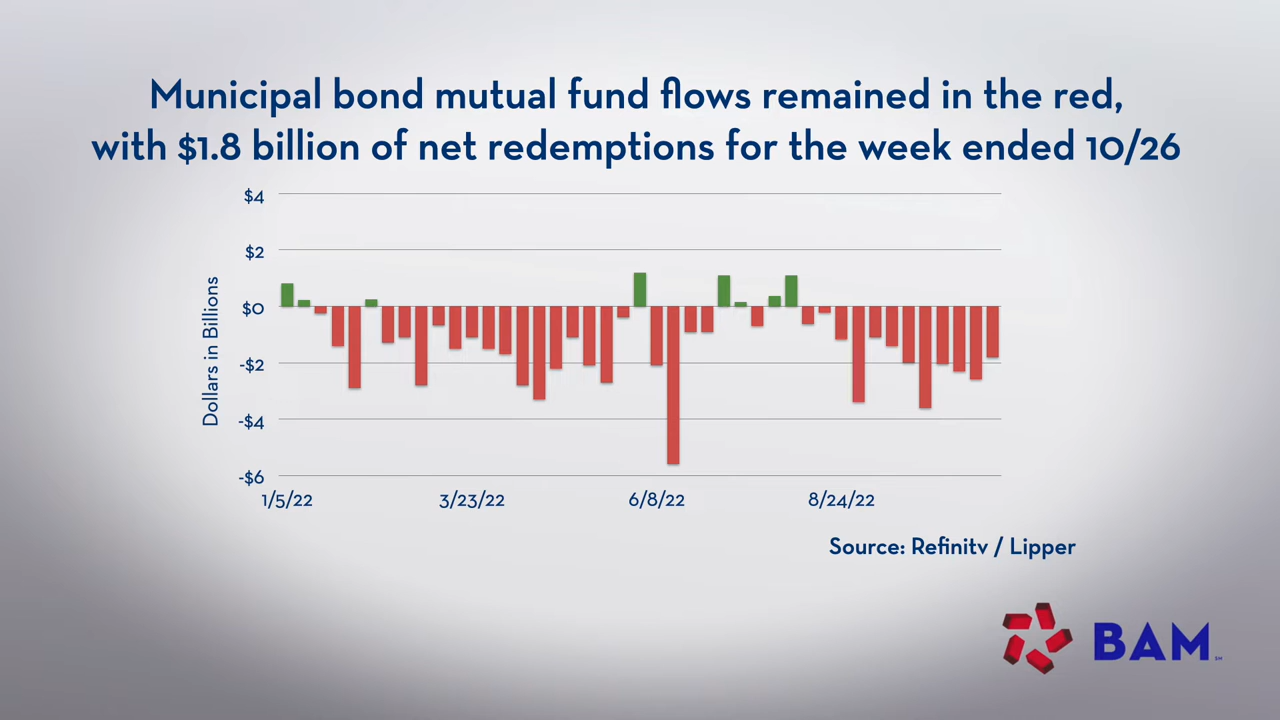 Municipal bond mutual fund flows remained in the red,
with $1.8 billion of net redemptions for the week ended 10/26
$4
$2
$0
-$2
-$4
-$6
Dollars in Billions
1/5/22 3/23/22 6/8/22 8/24/22
Source: Refinitv / Lipper
BAM SM